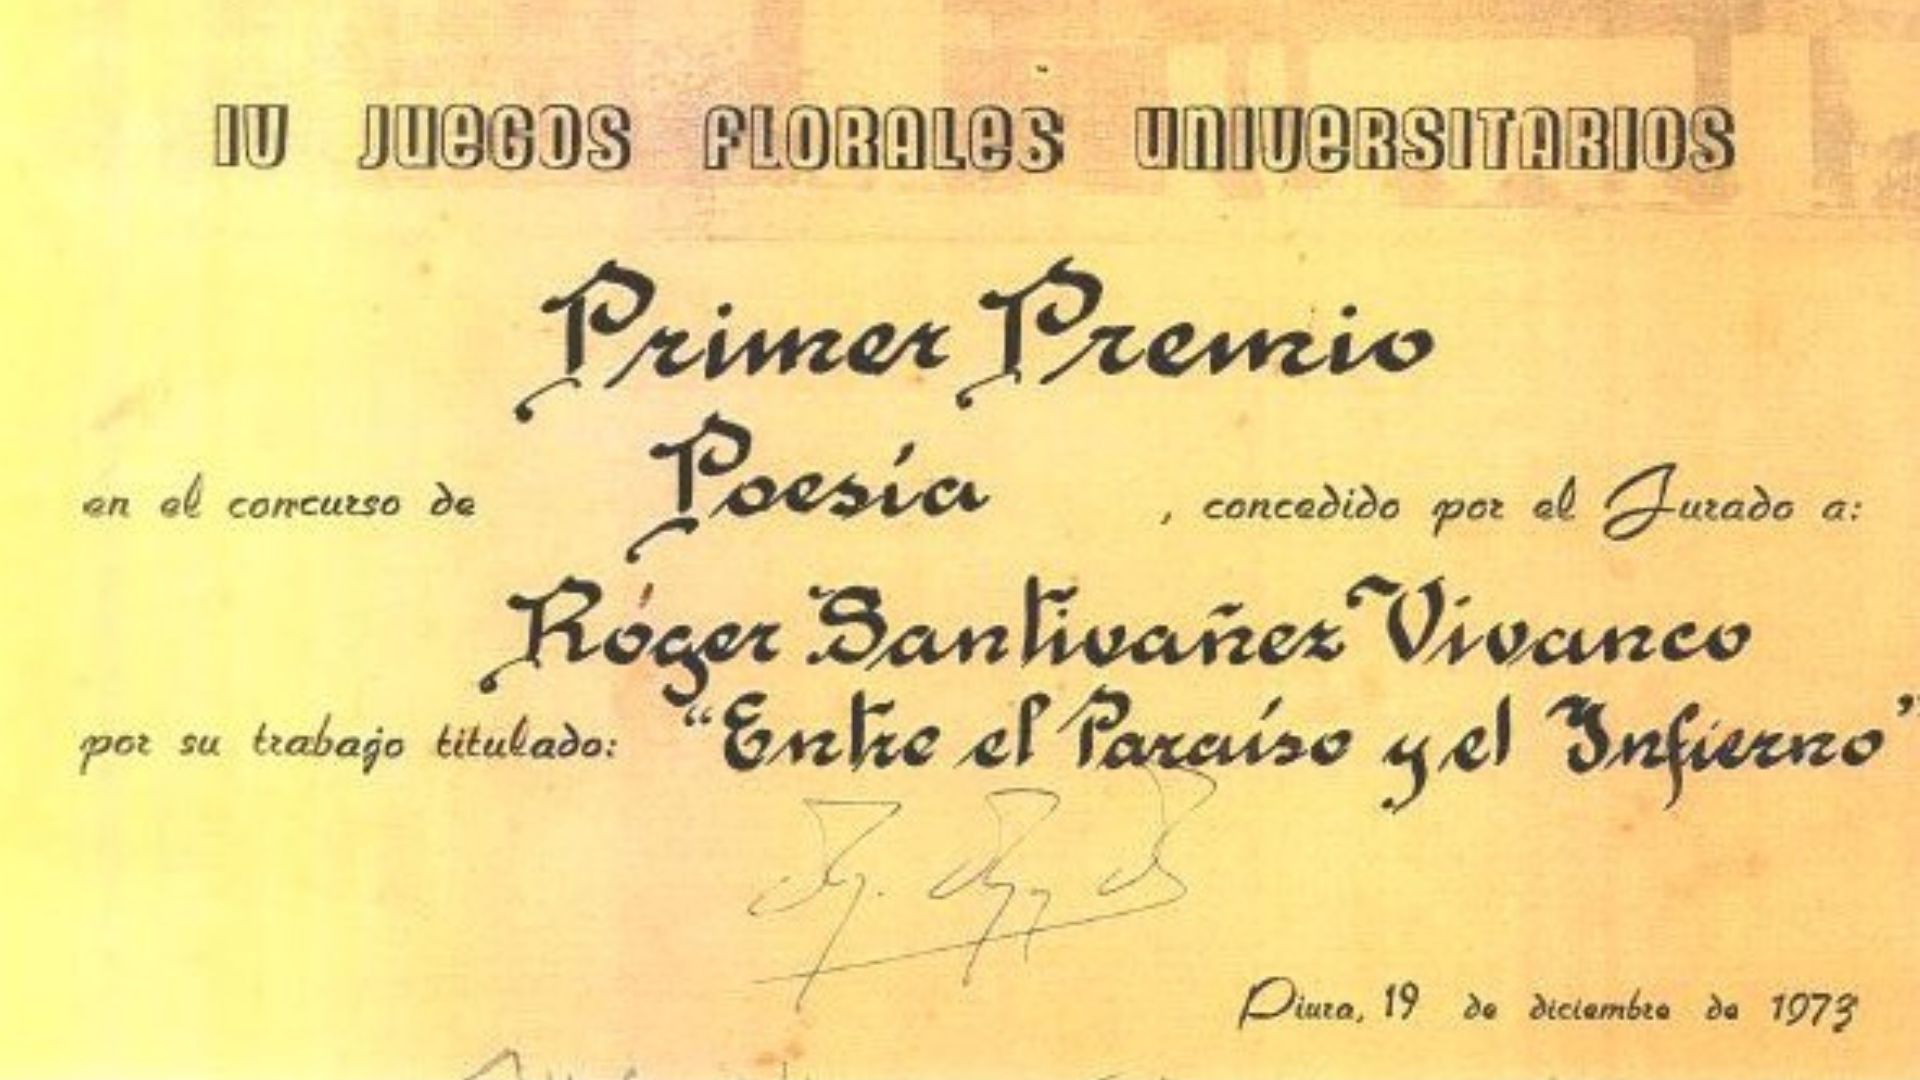 IV JUEGOS FLORALES UNIVERSITARIOS
Primer Premio
en el concurso de Poesía , concedido por el Jurado a:
Róger Santivañez Vivanco
por su trabajo titulado: "Entre el Paraíso y el Infierno"
Piura, 19 de diciembre de 1973